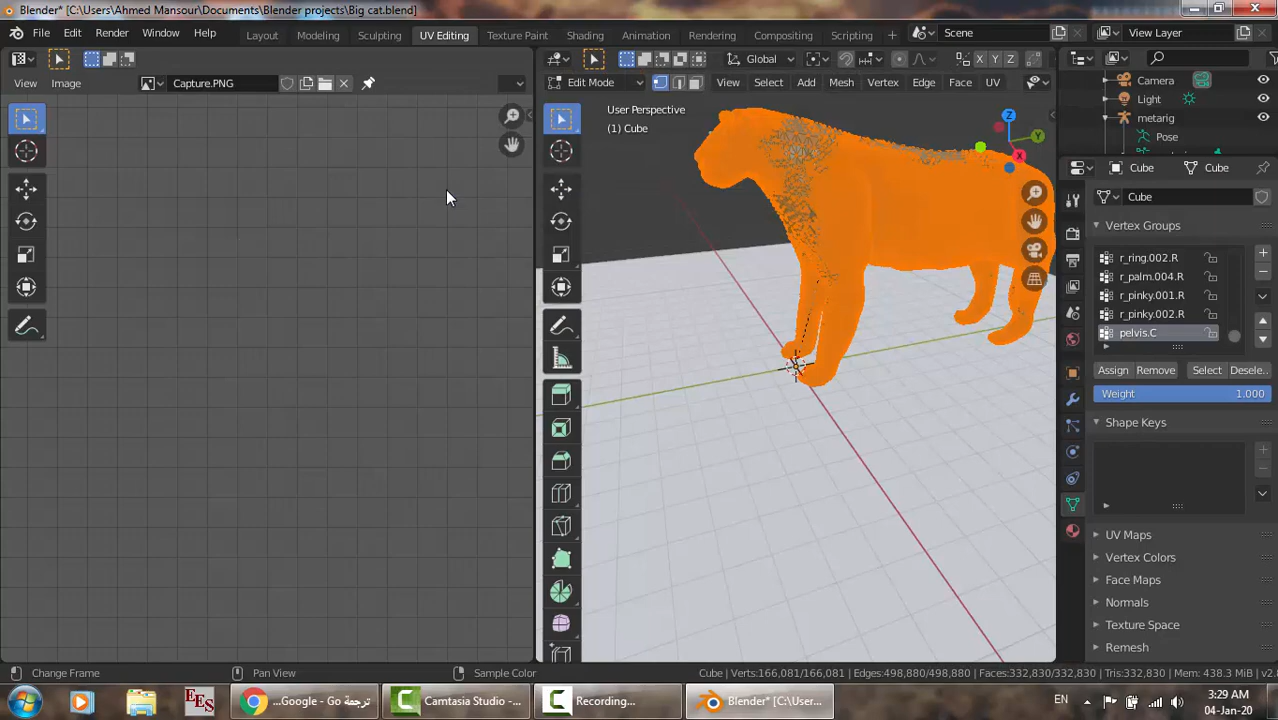 Blender* [C:\Users\Ahmed Mansour\Documents\Blender projects\Big cat.blend]
File Edit Render Window Help Layout Modeling Sculpting UV Editing Texture Paint Shading Animation Rendering Compositing Scripting Scene View Layer
Global X Y Z
View Image Capture.PNG Edit Mode View Select Add Mesh Vertex Edge Face UV
User Perspective
(1) Cube
Z
Y
X
Camera
Light
metarig
Pose
Cube Cube
Cube
Vertex Groups
r_ring.002.R
r_palm.004.R
r_pinky.001.R
r_pinky.002.R
pelvis.C
Assign Remove Select Desele..
Weight 1.000
Shape Keys
UV Maps
Vertex Colors
Face Maps
Normals
Texture Space
Remesh
Change Frame Pan View Sample Color Cube | Verts:166,081/166,081 | Edges:498,880/498,880 | Faces:332,830/332,830 | Tris:332,830 | Mem: 438.3 MiB | v2.8
EES ...Google - Go ترجمة Camtasia Studio -... Recording... Blender* [C:\User... EN 3:29 AM
04-Jan-20